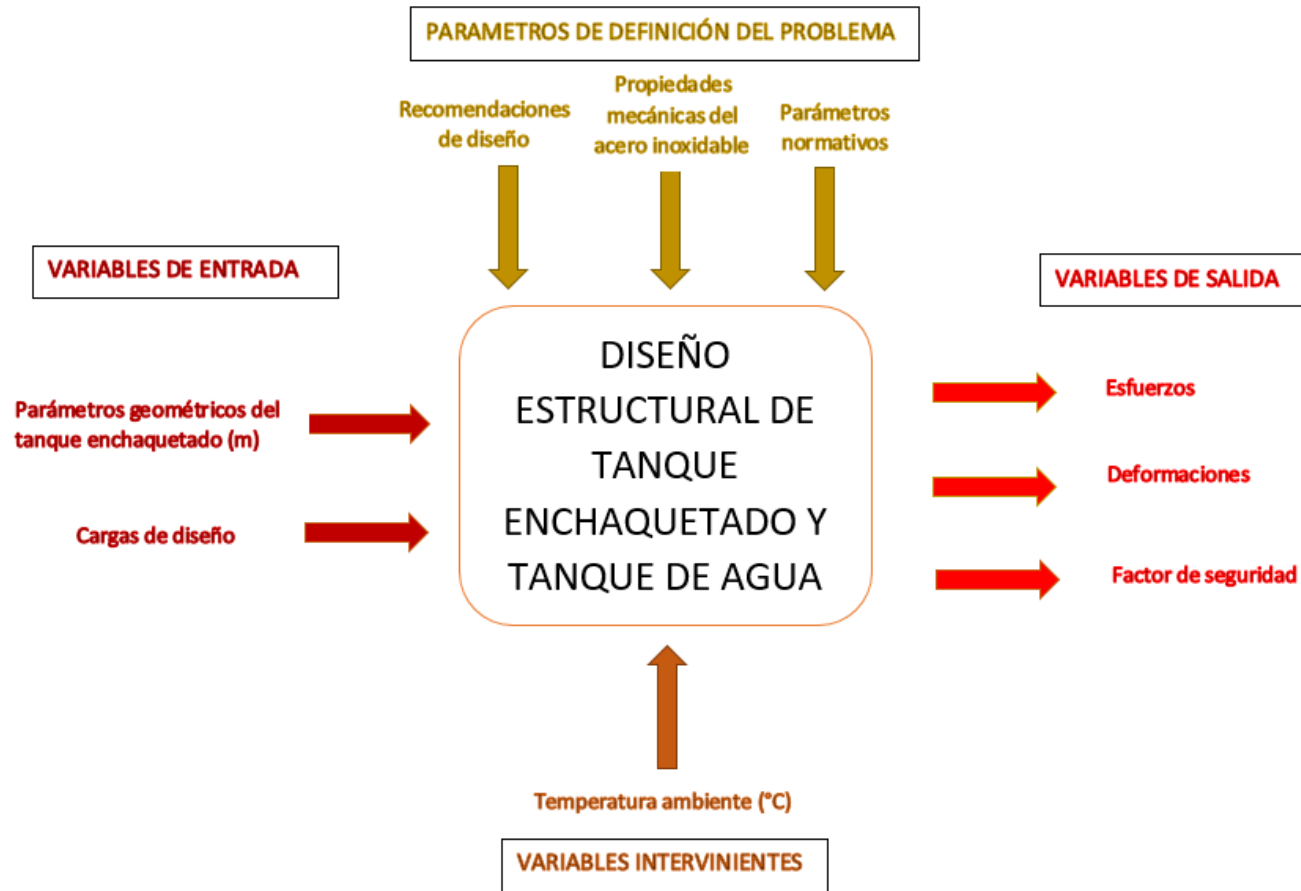 PARAMETROS DE DEFINICIÓN DEL PROBLEMA
Recomendaciones
de diseño
Propiedades
mecánicas del
acero inoxidable
Parámetros
normativos
VARIABLES DE ENTRADA
Parámetros geométricos del
tanque enchaquetado (m)
Cargas de diseño
DISEÑO
ESTRUCTURAL DE
TANQUE
ENCHAQUETADO Y
TANQUE DE AGUA
VARIABLES DE SALIDA
Esfuerzos
Deformaciones
Factor de seguridad
Temperatura ambiente (°C)
VARIABLES INTERVINIENTES